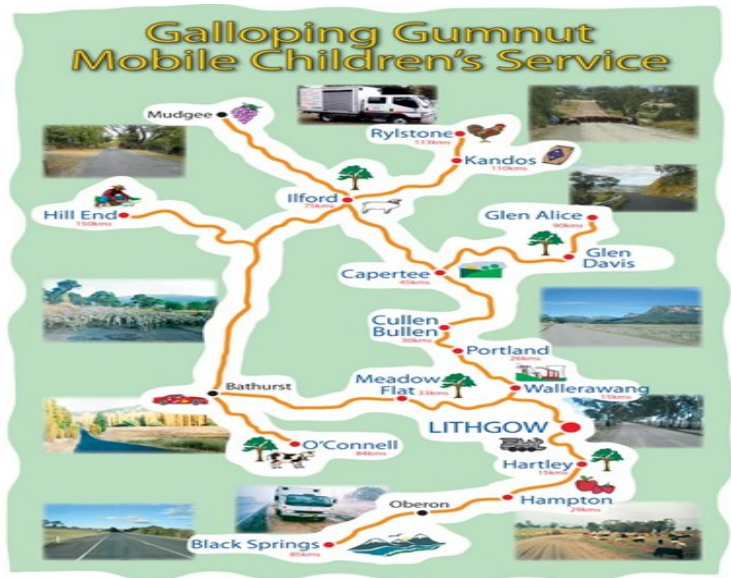 Galloping Gumnut
Mobile Children's Service
Mudgee
Rylstone
133kms
Kandos
110kms
Ilford
75kms
Hill End
150kms
Glen Alice
90kms
Glen
Davis
Capertee
45kms
Cullen
Bullen
30kms
Portland
26kms
Wallerawang
15kms
Meadow
Flat
33kms
Bathurst
LITHGOW
O'Connell
84kms
Hartley
15kms
Hampton
29kms
Oberon
Black Springs
85kms